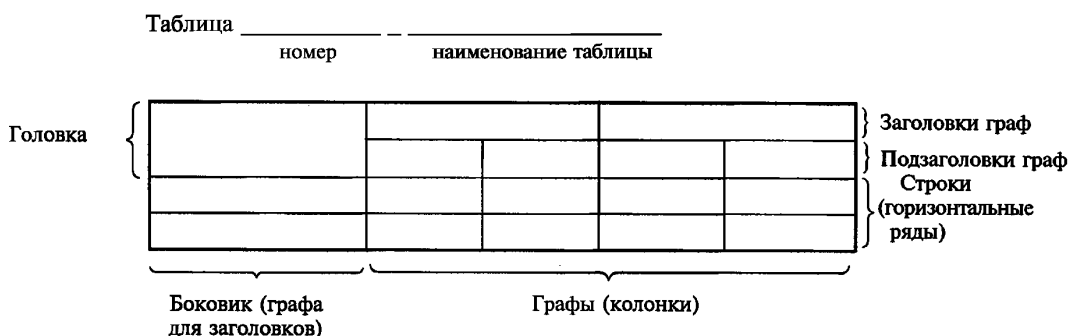 Таблица – 
номер наименование таблицы
Заголовки граф
Головка
Подзаголовки граф
Строки
(горизонтальные
ряды)
Боковик (графа
для заголовков)
Графы (колонки)